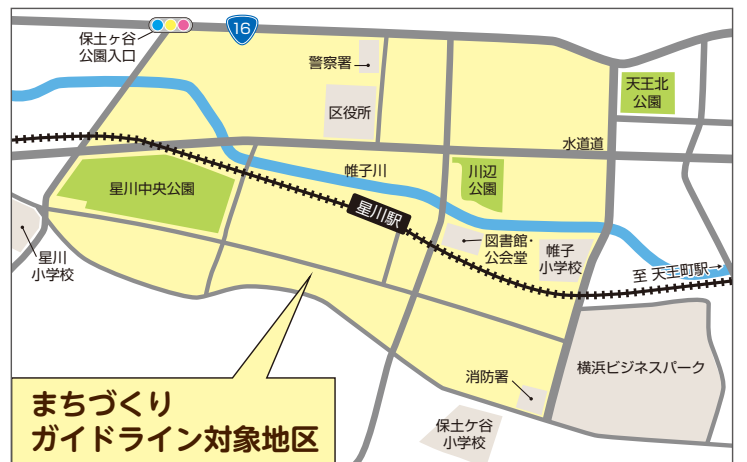 保土ヶ谷
公園入口
16
警察署
区役所
天王北
公園
水道道
帷子川
川辺
公園
星川中央公園
星川駅
図書館・
公会堂
帷子
小学校
星川
小学校
至 天王町駅→
横浜ビジネスパーク
消防署
保土ケ谷
小学校
まちづくり
ガイドライン対象地区